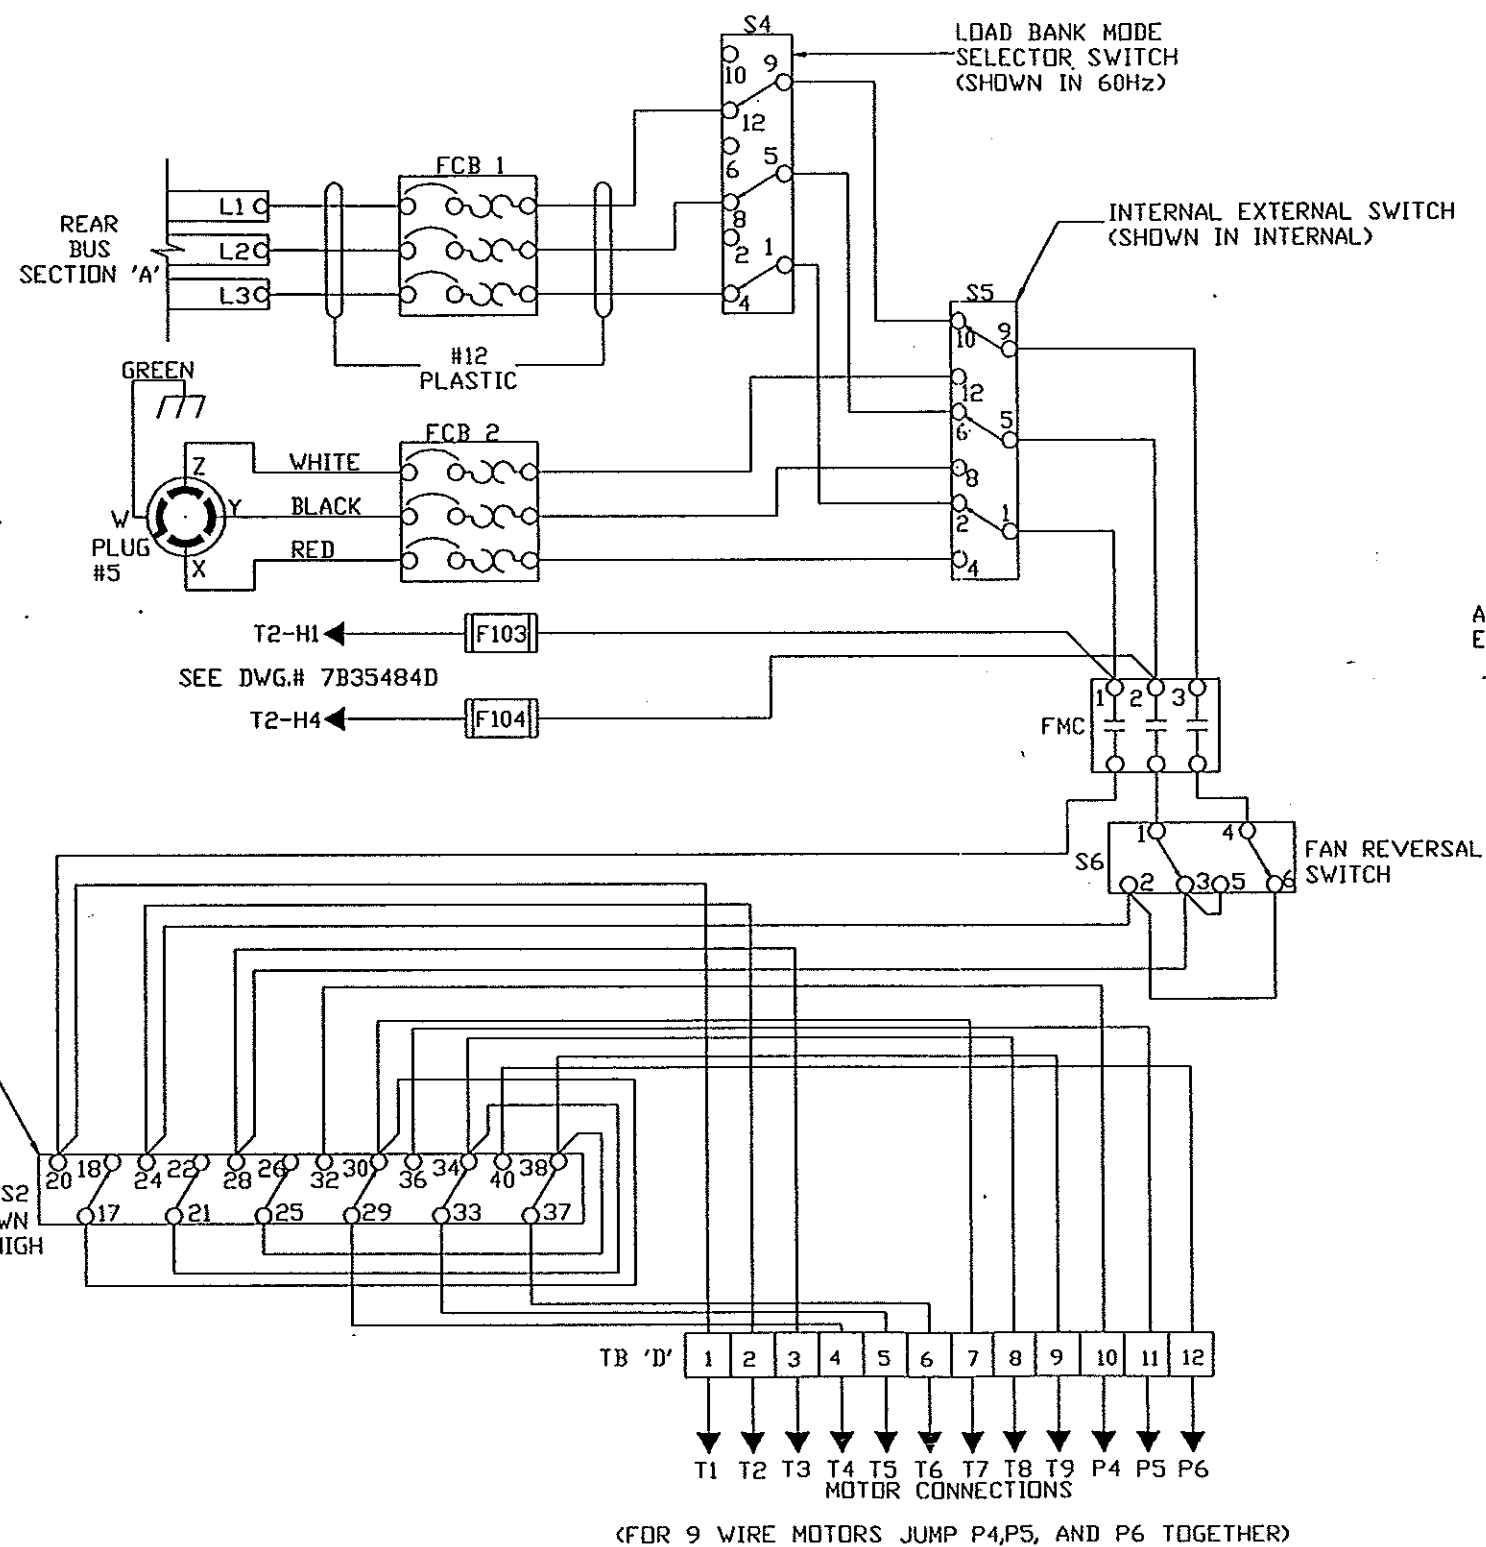 S4
LOAD BANK MODE
SELECTOR SWITCH
(SHOWN IN 60Hz)
10 9
12
6 5
8
2 1
4
FCB 1
REAR
BUS
SECTION 'A'
L1
L2
L3
#12
PLASTIC
INTERNAL EXTERNAL SWITCH
(SHOWN IN INTERNAL)
S5
10 9
12
6 5
8
2 1
4
GREEN
FCB 2
Z WHITE
W Y BLACK
PLUG
#5
X RED
T2-H1 F103
SEE DWG.# 7B35484D
T2-H4 F104
A
E
1 2 3
FMC
1 4
S6
2 3 5 6
FAN REVERSAL
SWITCH
20 18 24 22 28 26 32 30 36 34 40 38
S2
WN
HIGH
17 21 25 29 33 37
TB 'D' 1 2 3 4 5 6 7 8 9 10 11 12
T1 T2 T3 T4 T5 T6 T7 T8 T9 P4 P5 P6
MOTOR CONNECTIONS
(FOR 9 WIRE MOTORS JUMP P4,P5, AND P6 TOGETHER)